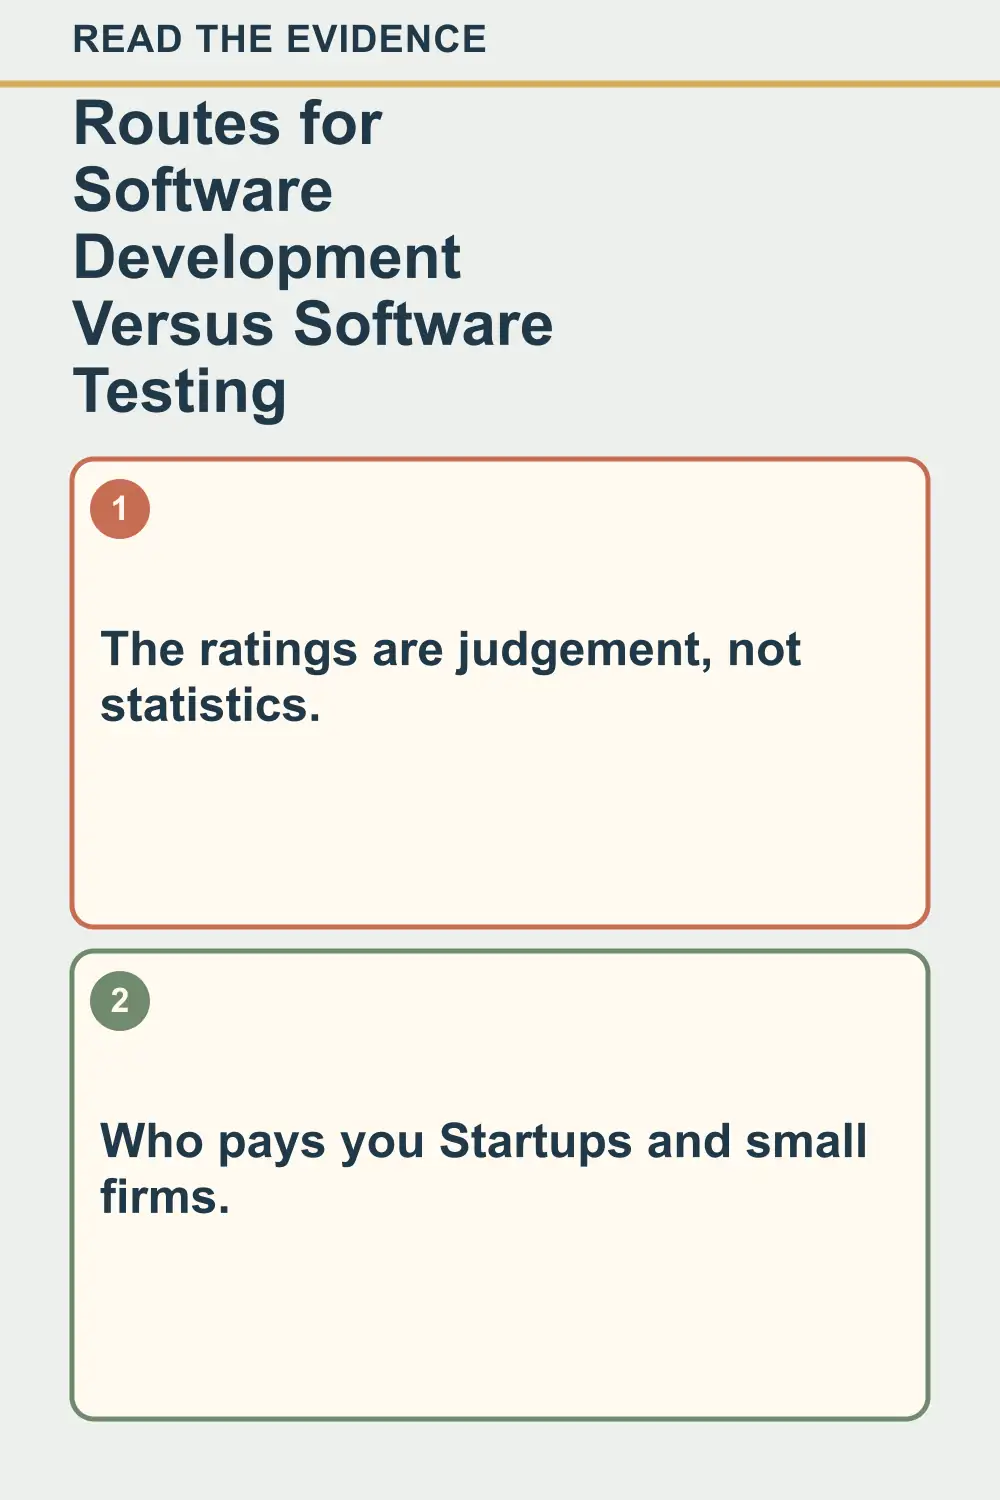 READ THE EVIDENCE
Routes for
Software
Development
Versus Software
Testing
1
The ratings are judgement, not
statistics.
2
Who pays you Startups and small
firms.